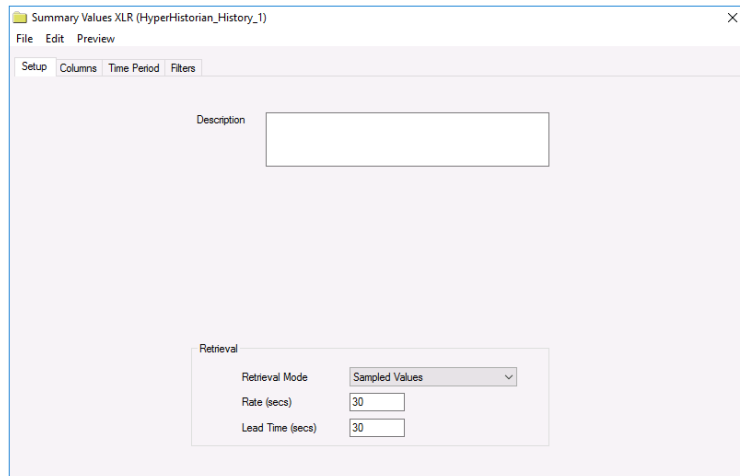 Summary Values XLR (HyperHistorian_History_1)
File Edit Preview
Setup Columns Time Period Filters
Description
Retrieval
Retrieval Mode Sampled Values
Rate (secs) 30
Lead Time (secs) 30